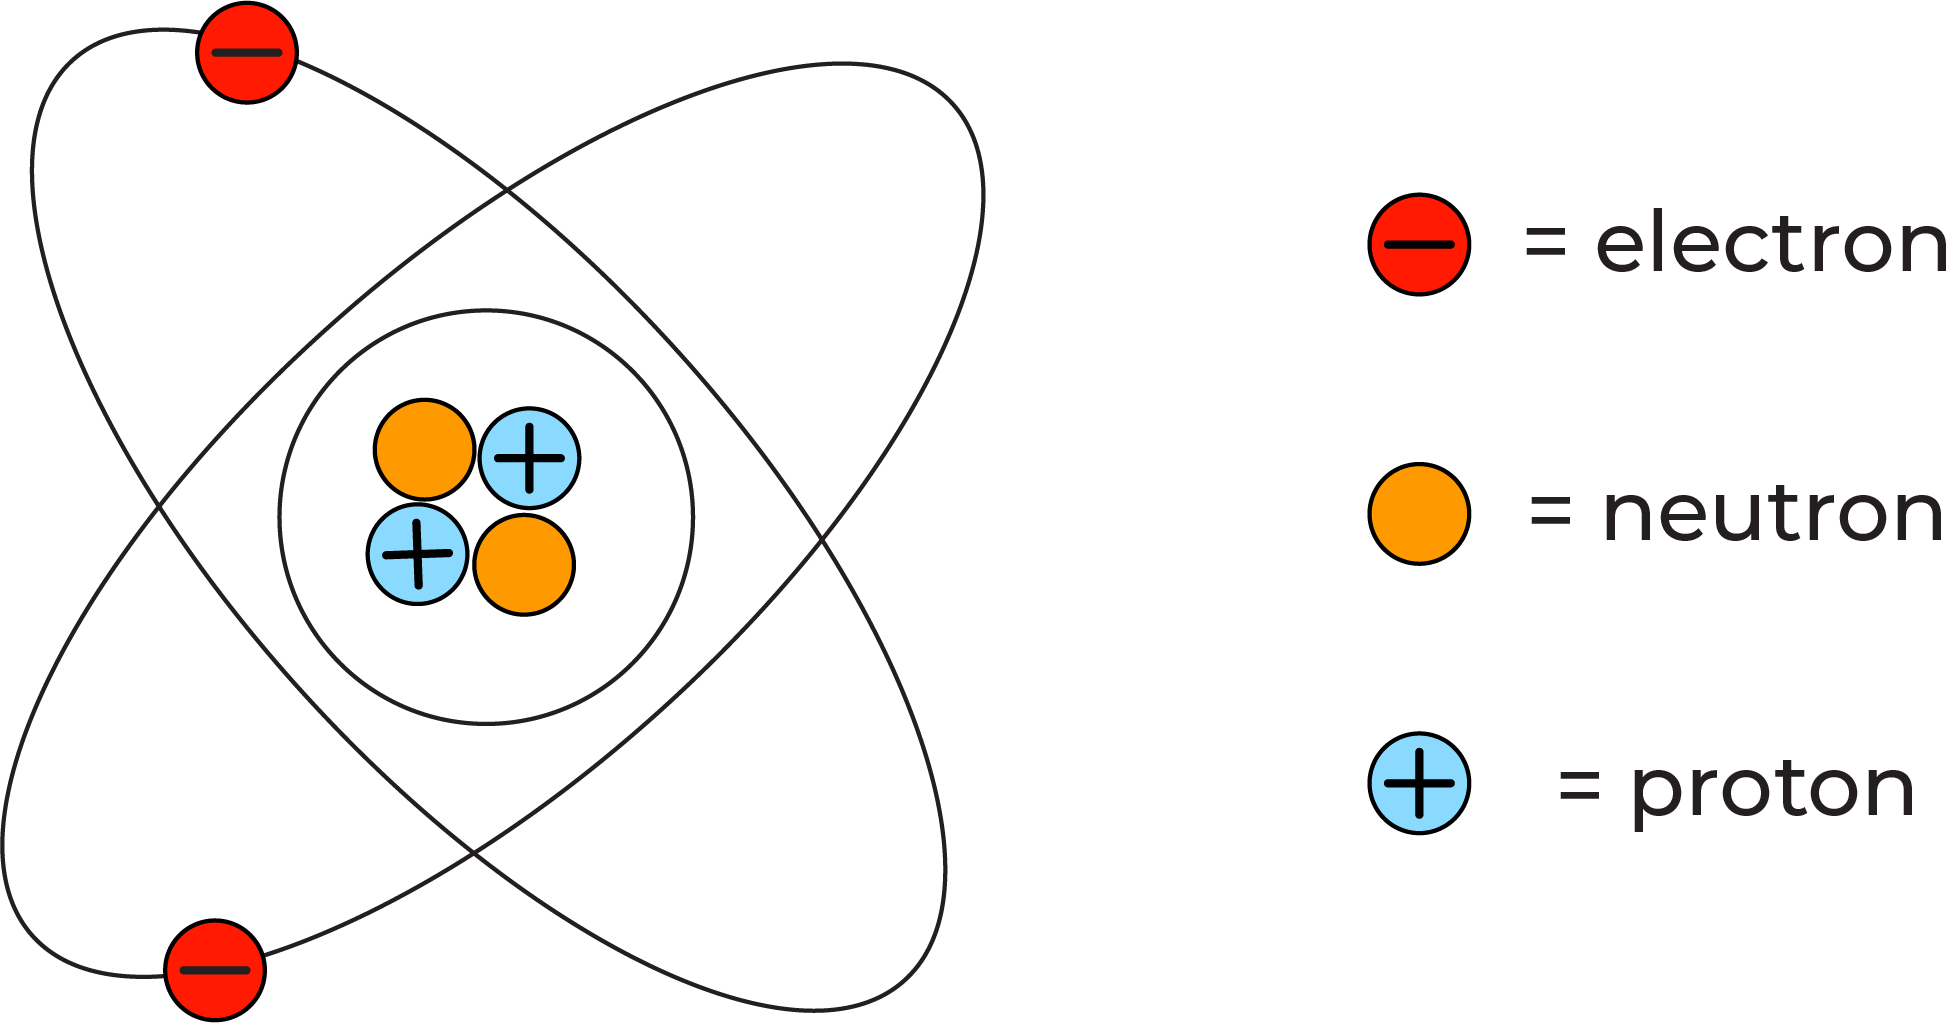 = electron
= neutron
= proton